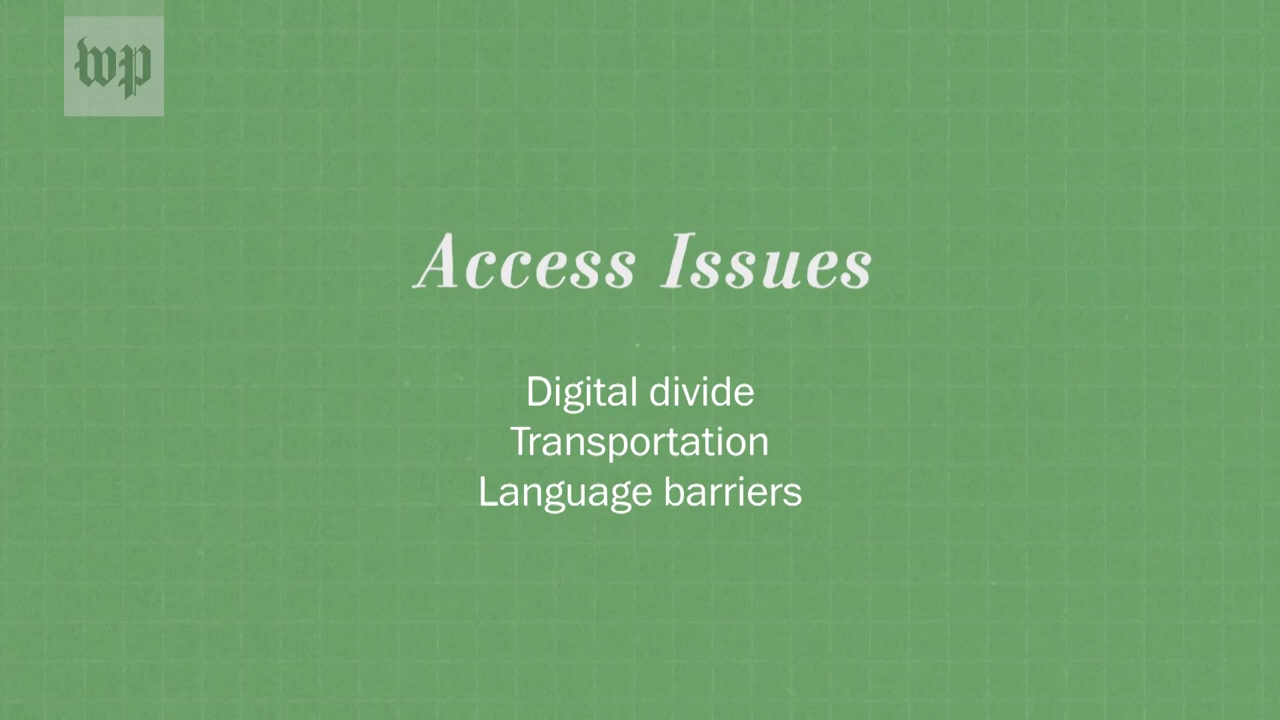 wp
Access Issues
Digital divide
Transportation
Language barriers